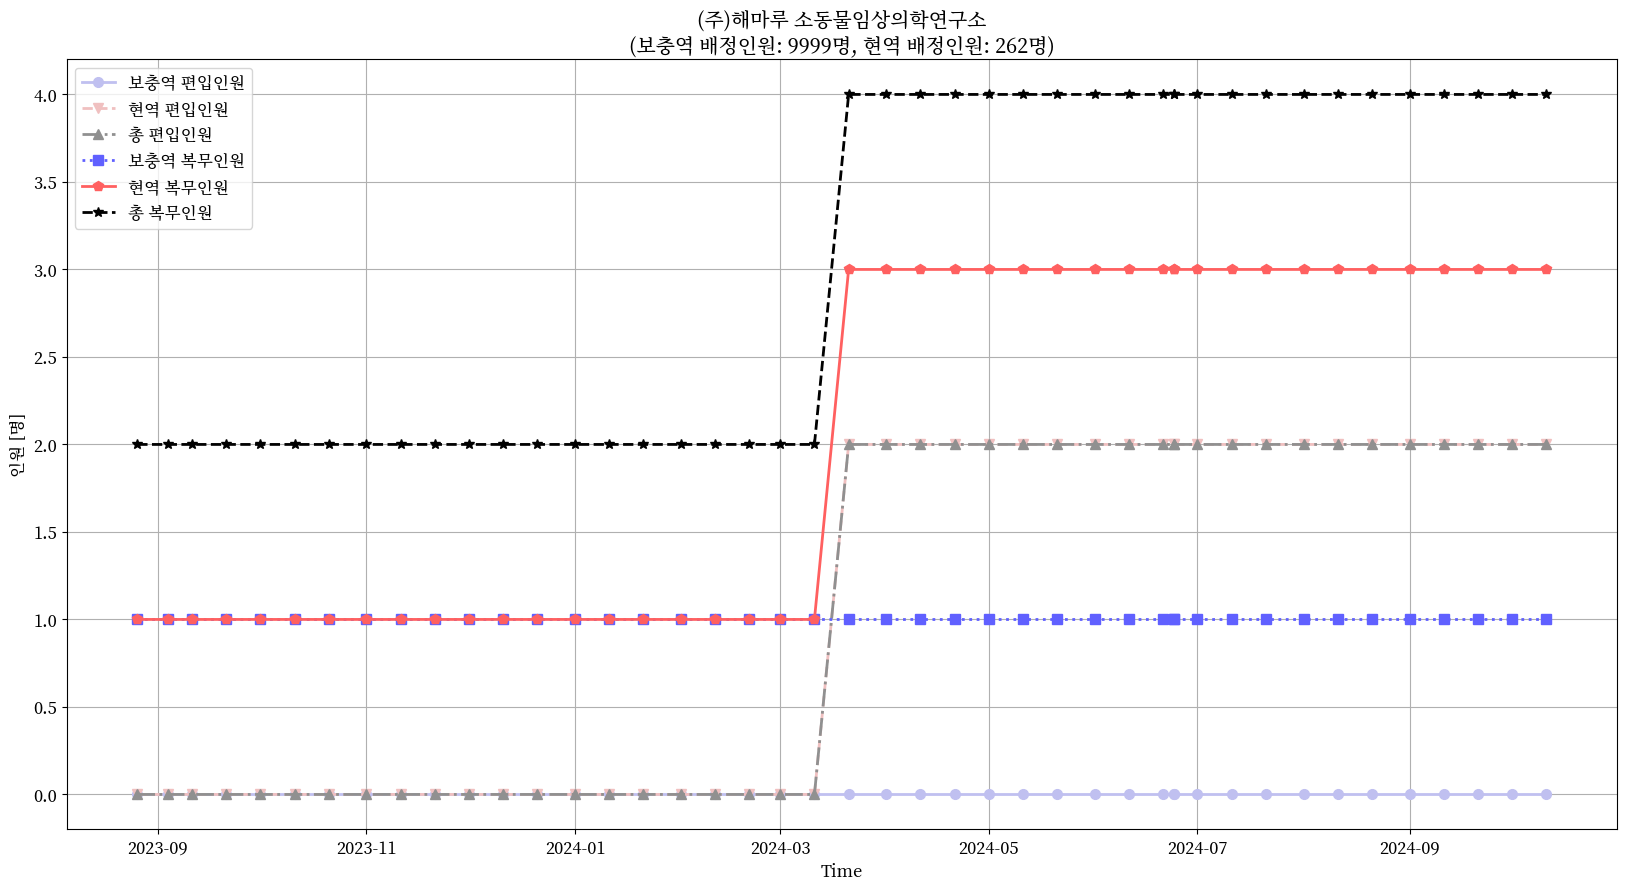 (주)해마루 소동물임상의학연구소
(보충역 배정인원: 9999명, 현역 배정인원: 262명)
보충역 편입인원
현역 편입인원
총 편입인원
보충역 복무인원
현역 복무인원
총 복무인원
4.0
3.5
3.0
2.5
2.0
1.5
1.0
0.5
0.0
인원 [명]
2023-09
2023-11
2024-01
2024-03
2024-05
2024-07
2024-09
Time